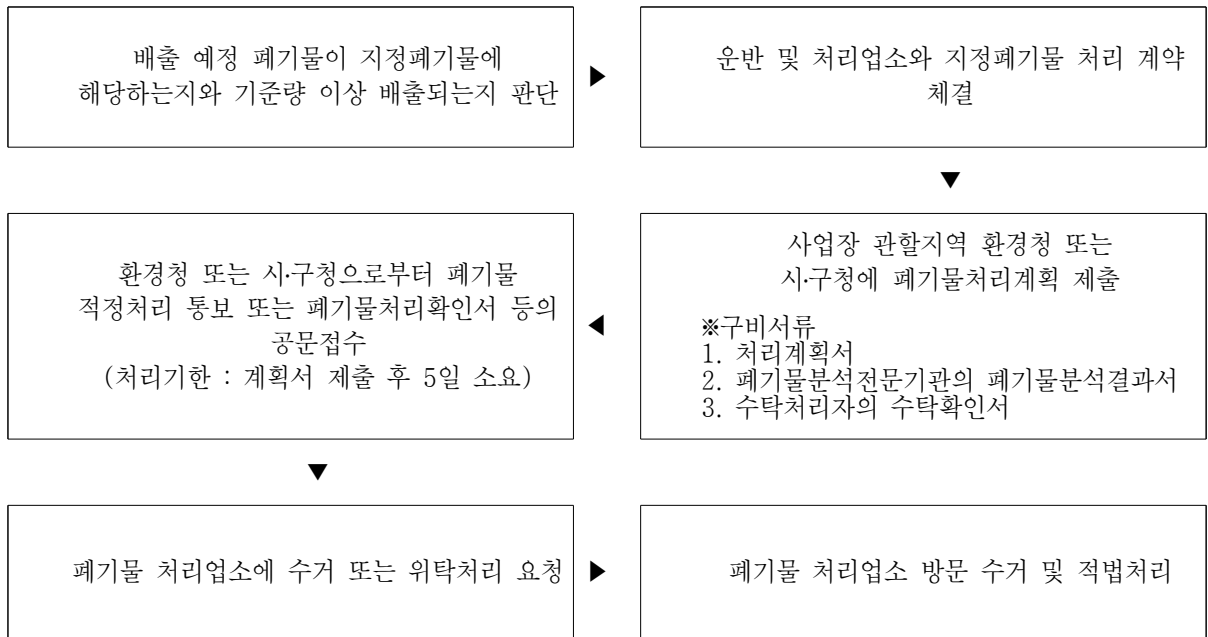 배출 예정 폐기물이 지정폐기물에
해당하는지와 기준량 이상 배출되는지 판단
▶
운반 및 처리업소와 지정폐기물 처리 계약
체결
▼
사업장 관할지역 환경청 또는
시·구청에 폐기물처리계획 제출
※구비서류
1. 처리계획서
2. 폐기물분석전문기관의 폐기물분석결과서
3. 수탁처리자의 수탁확인서
◀
환경청 또는 시·구청으로부터 폐기물
적정처리 통보 또는 폐기물처리확인서 등의
공문접수
(처리기한 : 계획서 제출 후 5일 소요)
▼
폐기물 처리업소에 수거 또는 위탁처리 요청
▶
폐기물 처리업소 방문 수거 및 적법처리